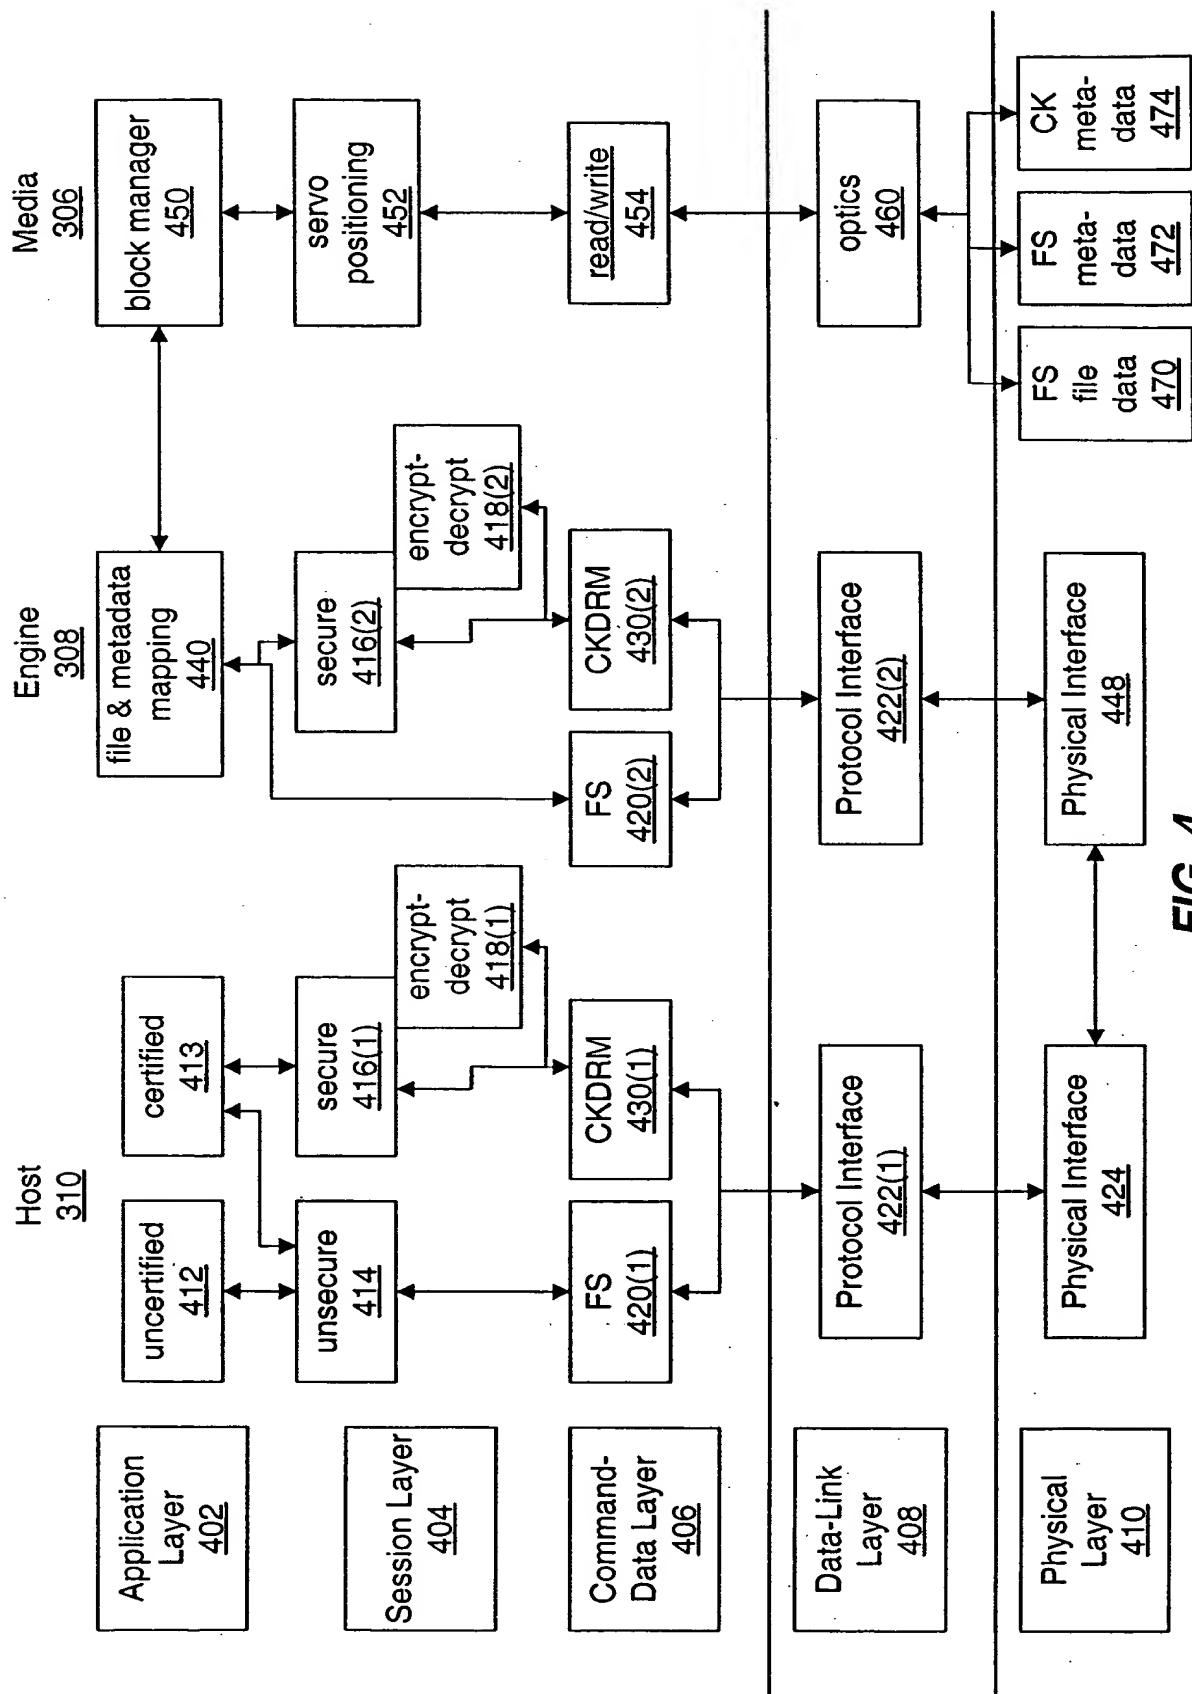 Host
310
Engine
308
Media
306
Application
Layer
402
uncertified
412
certified
413
file & metadata
mapping
440
block manager
450
Session Layer
404
unsecure
414
secure
416(1)
encrypt-
decrypt
418(1)
secure
416(2)
encrypt-
decrypt
418(2)
servo
positioning
452
Command-
Data Layer
406
FS
420(1)
CKDRM
430(1)
FS
420(2)
CKDRM
430(2)
read/write
454
Data-Link
Layer
408
Protocol Interface
422(1)
Protocol Interface
422(2)
optics
460
Physical
Layer
410
Physical Interface
424
Physical Interface
448
FS
file
data
470
FS
meta-
data
472
CK
meta-
data
474
FIG. 4